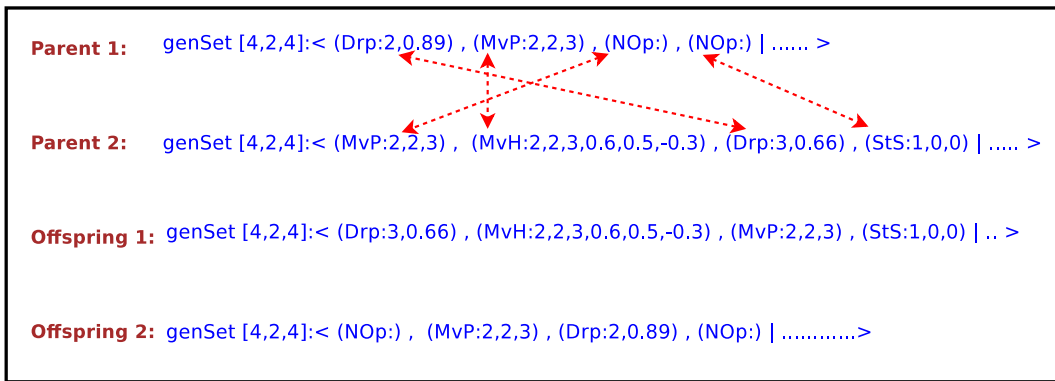 Parent 1: genSet [4,2,4]:< (Drp:2,0.89) , (MvP:2,2,3) , (NOp:) , (NOp:) | ...... >
Parent 2: genSet [4,2,4]:< (MvP:2,2,3) , (MvH:2,2,3,0.6,0.5,-0.3) , (Drp:3,0.66) , (StS:1,0,0) | ..... >
Offspring 1: genSet [4,2,4]:< (Drp:3,0.66) , (MvH:2,2,3,0.6,0.5,-0.3) , (MvP:2,2,3) , (StS:1,0,0) | .. >
Offspring 2: genSet [4,2,4]:< (NOp:) , (MvP:2,2,3) , (Drp:2,0.89) , (NOp:) | ............>